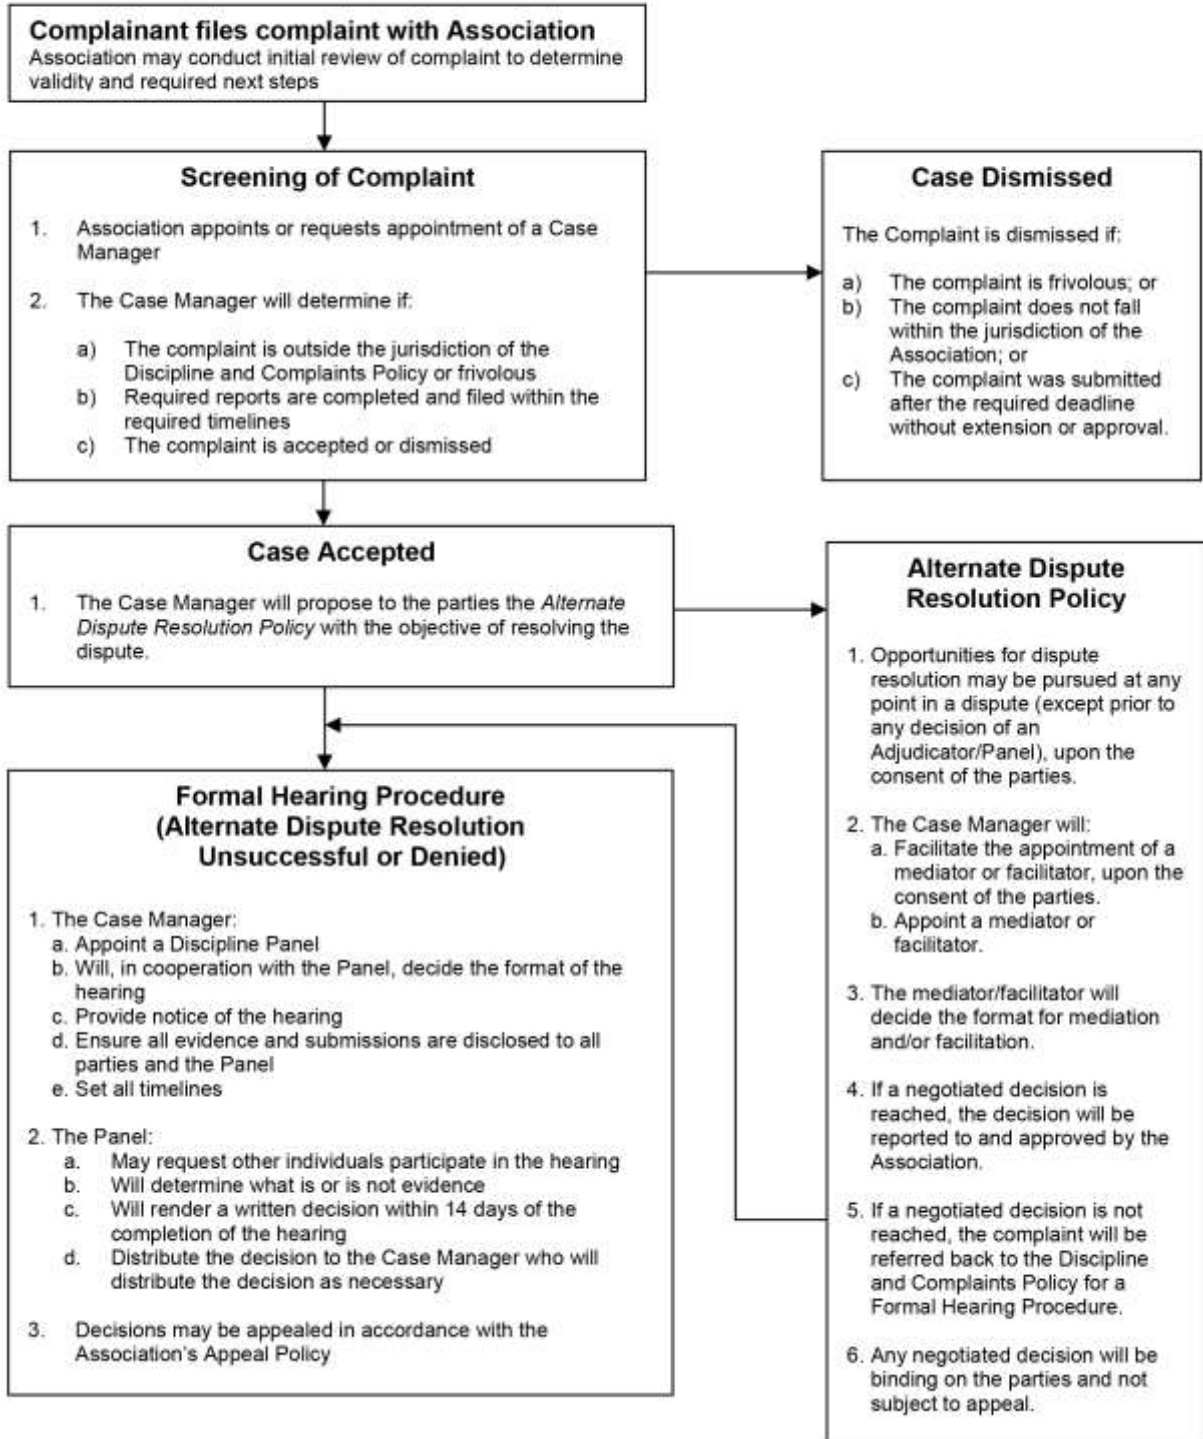 Complainant files complaint with Association
Association may conduct initial review of complaint to determine
validity and required next steps
Screening of Complaint
1. Association appoints or requests appointment of a Case
Manager
2. The Case Manager will determine if:
a) The complaint is outside the jurisdiction of the
Discipline and Complaints Policy or frivolous
b) Required reports are completed and filed within the
required timelines
c) The complaint is accepted or dismissed
Case Dismissed
The Complaint is dismissed if:
a) The complaint is frivolous; or
b) The complaint does not fall
within the jurisdiction of the
Association; or
c) The complaint was submitted
after the required deadline
without extension or approval.
Case Accepted
1. The Case Manager will propose to the parties the Alternate
Dispute Resolution Policy with the objective of resolving the
dispute.
Alternate Dispute
Resolution Policy
1. Opportunities for dispute
resolution may be pursued at any
point in a dispute (except prior to
any decision of an
Adjudicator/Panel), upon the
consent of the parties.
2. The Case Manager will:
a. Facilitate the appointment of a
mediator or facilitator, upon the
consent of the parties.
b. Appoint a mediator or
facilitator.
3. The mediator/facilitator will
decide the format for mediation
and/or facilitation.
4. If a negotiated decision is
reached, the decision will be
reported to and approved by the
Association.
5. If a negotiated decision is not
reached, the complaint will be
referred back to the Discipline
and Complaints Policy for a
Formal Hearing Procedure.
6. Any negotiated decision will be
binding on the parties and not
subject to appeal.
Formal Hearing Procedure
(Alternate Dispute Resolution
Unsuccessful or Denied)
1. The Case Manager:
a. Appoint a Discipline Panel
b. Will, in cooperation with the Panel, decide the format of the
hearing
c. Provide notice of the hearing
d. Ensure all evidence and submissions are disclosed to all
parties and the Panel
e. Set all timelines
2. The Panel:
a. May request other individuals participate in the hearing
b. Will determine what is or is not evidence
c. Will render a written decision within 14 days of the
completion of the hearing
d. Distribute the decision to the Case Manager who will
distribute the decision as necessary
3. Decisions may be appealed in accordance with the
Association's Appeal Policy